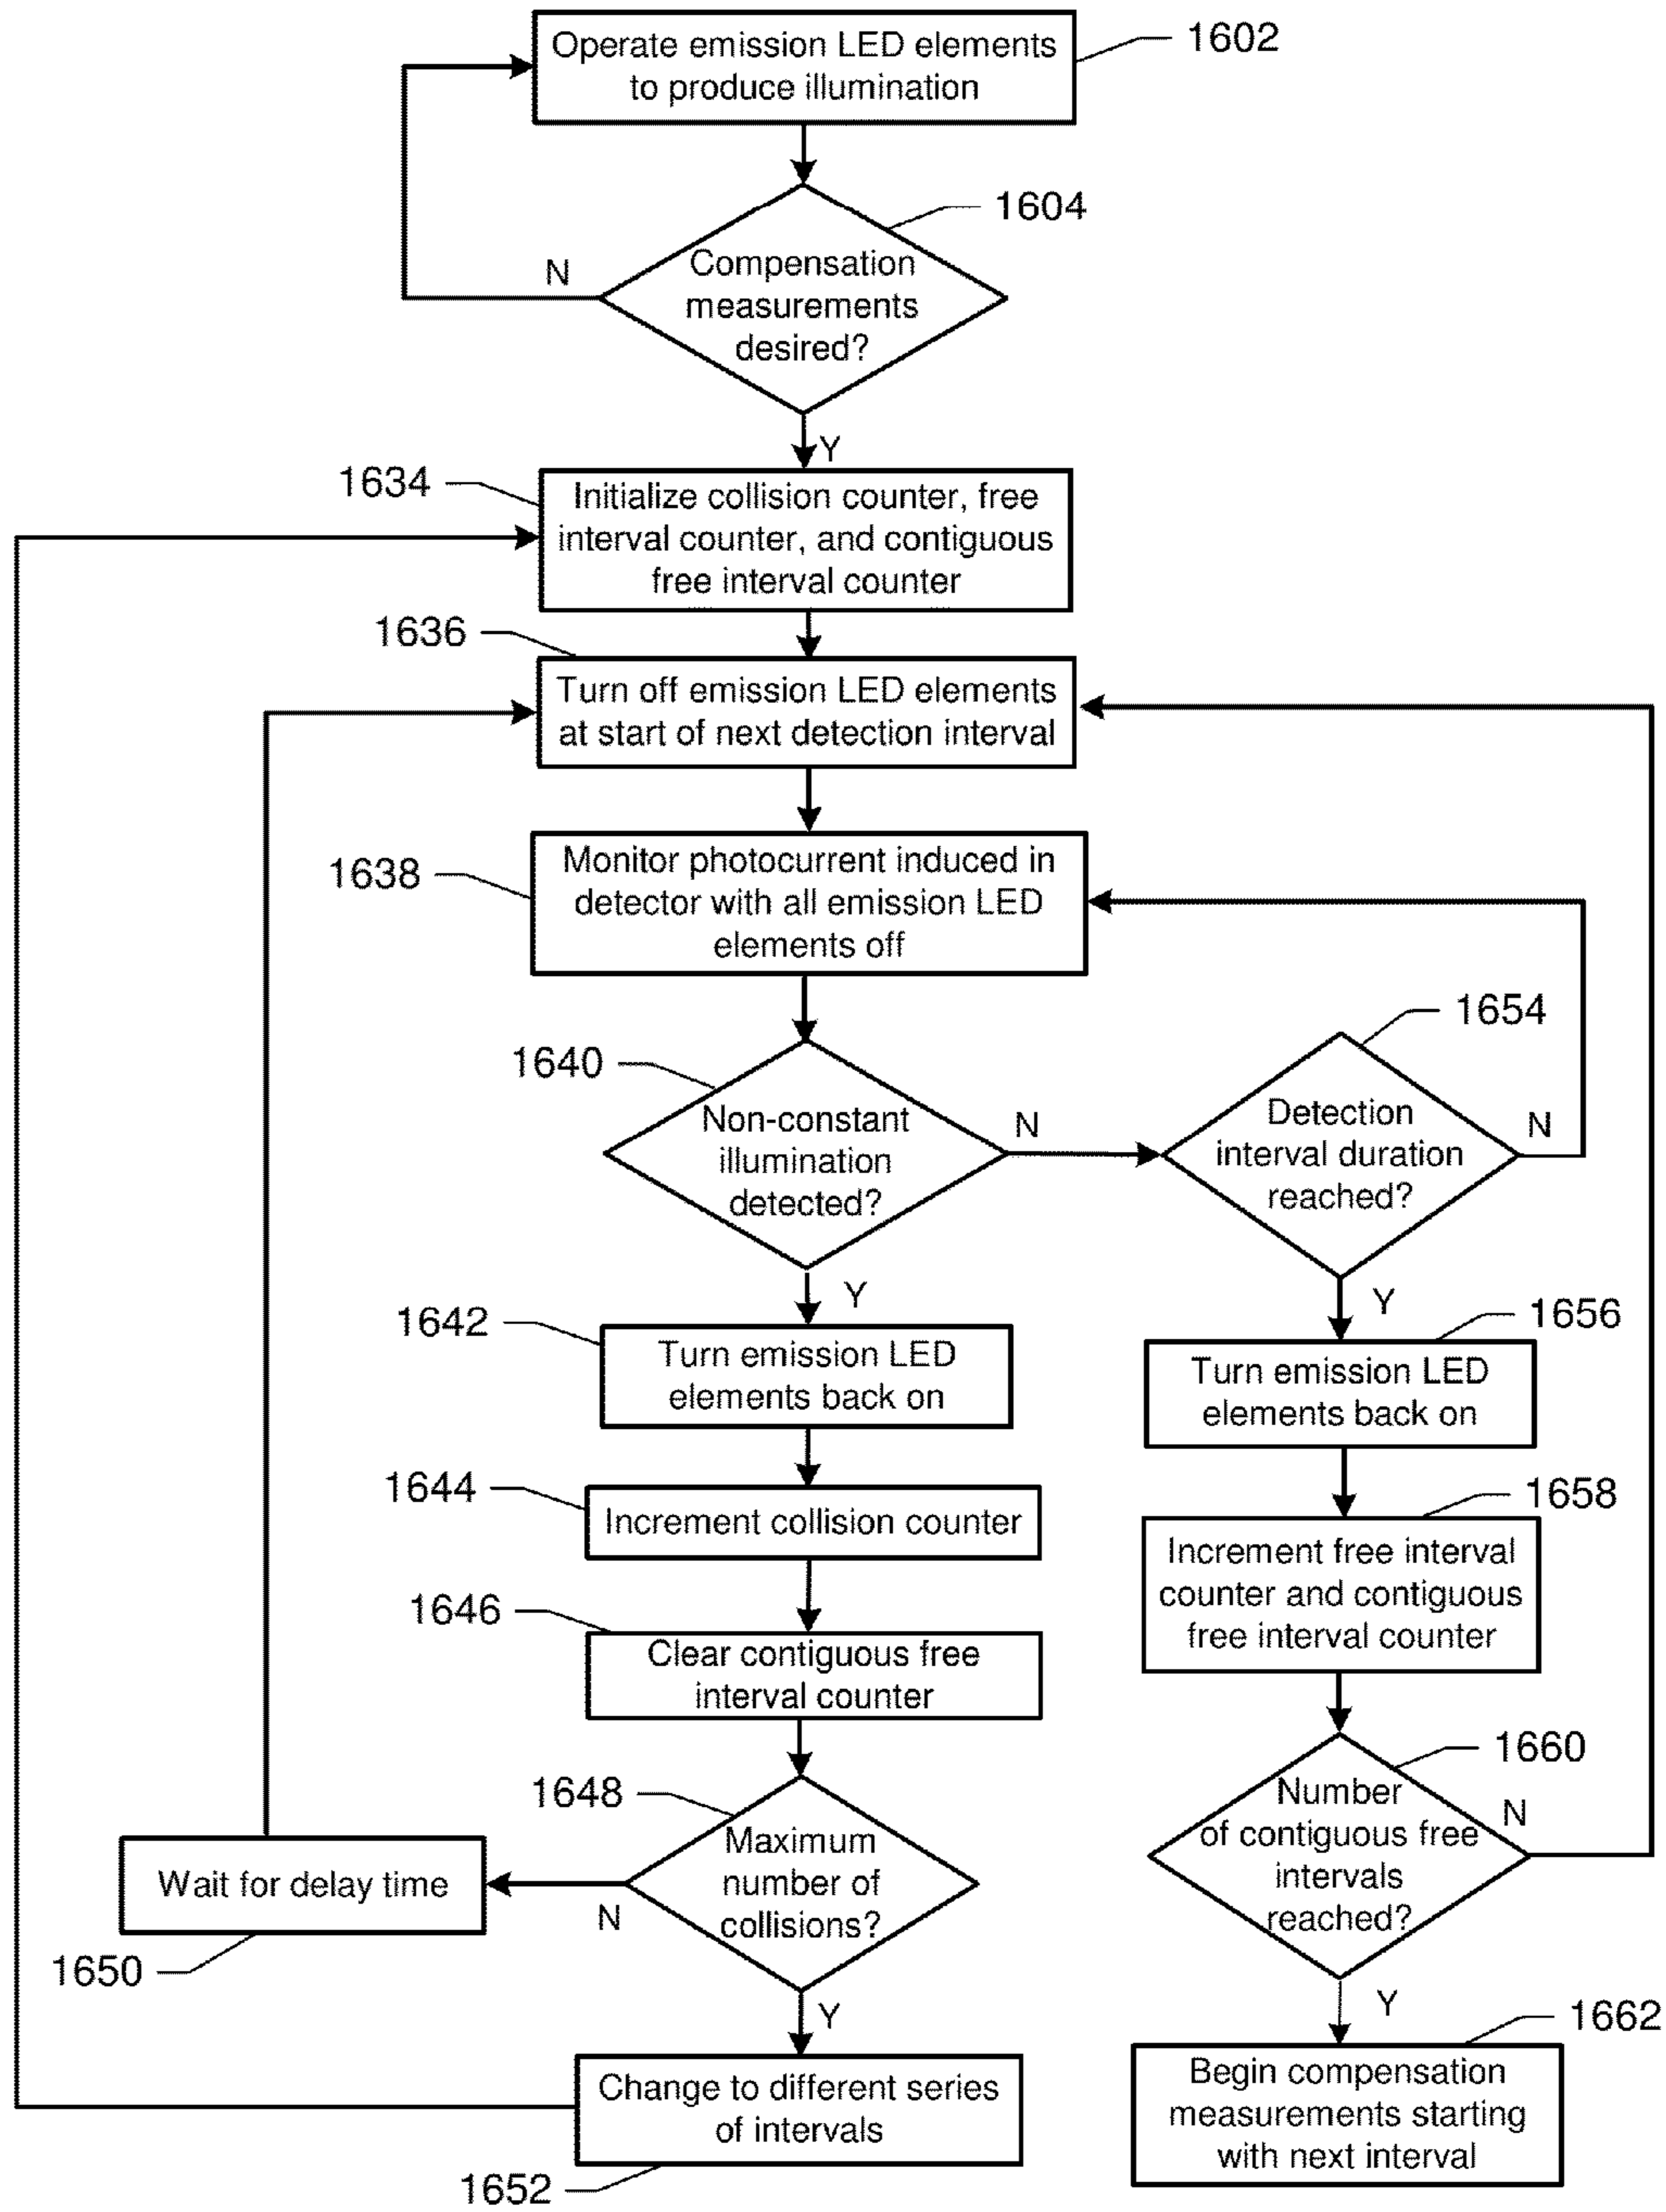 Operate emission LED elements
to produce illumination
1602
1604
Compensation
measurements
desired?
N
Y
1634
Initialize collision counter, free
interval counter, and contiguous
free interval counter
1636
Turn off emission LED elements
at start of next detection interval
1638
Monitor photocurrent induced in
detector with all emission LED
elements off
1640
Non-constant
illumination
detected?
N
Y
1654
Detection
interval duration
reached?
N
Y
1642
Turn emission LED
elements back on
1656
Turn emission LED
elements back on
1644
Increment collision counter
1658
Increment free interval
counter and contiguous
free interval counter
1646
Clear contiguous free
interval counter
1648
Maximum
number of
collisions?
N
Y
1660
Number
of contiguous free
intervals
reached?
N
Y
Wait for delay time
1650
Change to different series
of intervals
1652
1662
Begin compensation
measurements starting
with next interval